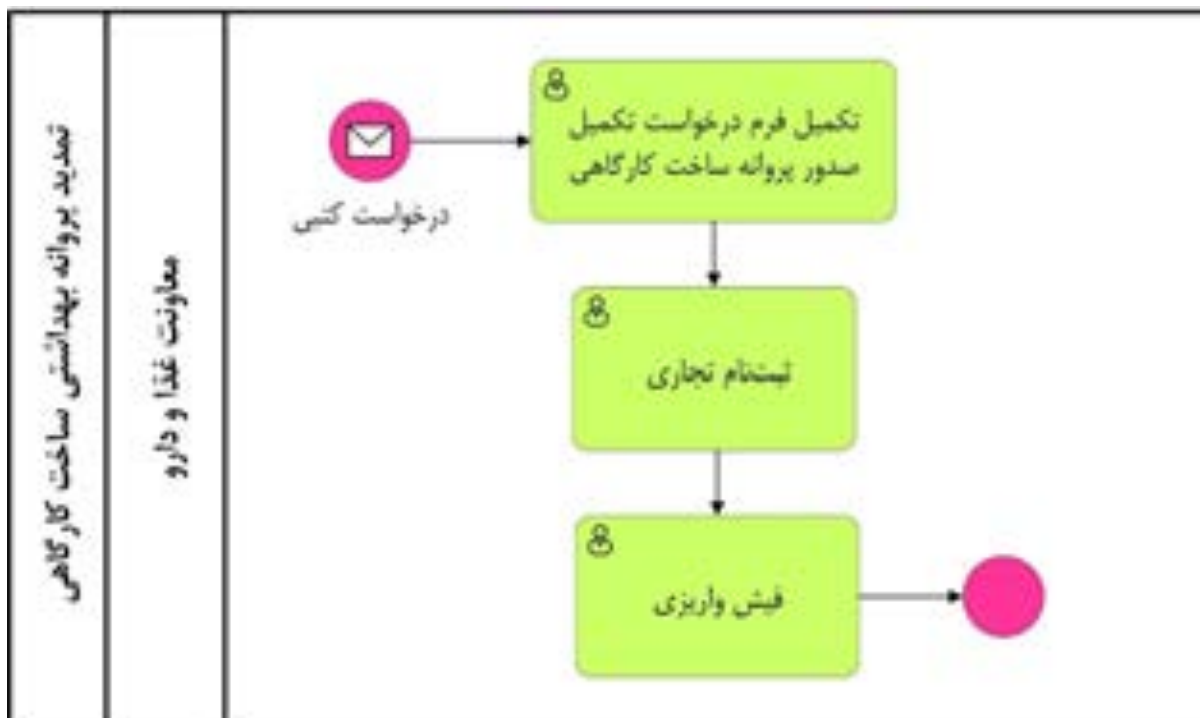 تمدید پروانه بهداشتی ساخت کارگاهی
معاونت غذا و دارو
درخواست کتبی
تکمیل فرم درخواست تکمیل
صدور پروانه ساخت کارگاهی
ثبت‌نام تجاری
فیش واریزی